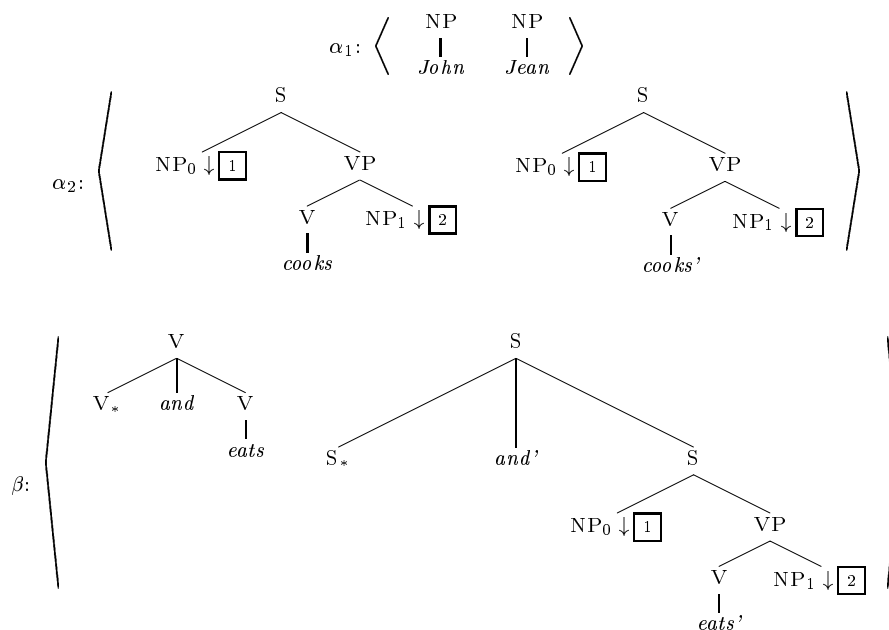 α₁: ⟨ NP NP ⟩
John Jean
S S
α₂: ⟨ NP₀ ↓ 1 VP NP₀ ↓ 1 VP ⟩
V NP₁ ↓ 2 V NP₁ ↓ 2
cooks cooks'
V S
V* and V
eats
β: ⟨ S* and' S ⟩
NP₀ ↓ 1 VP
V NP₁ ↓ 2
eats'